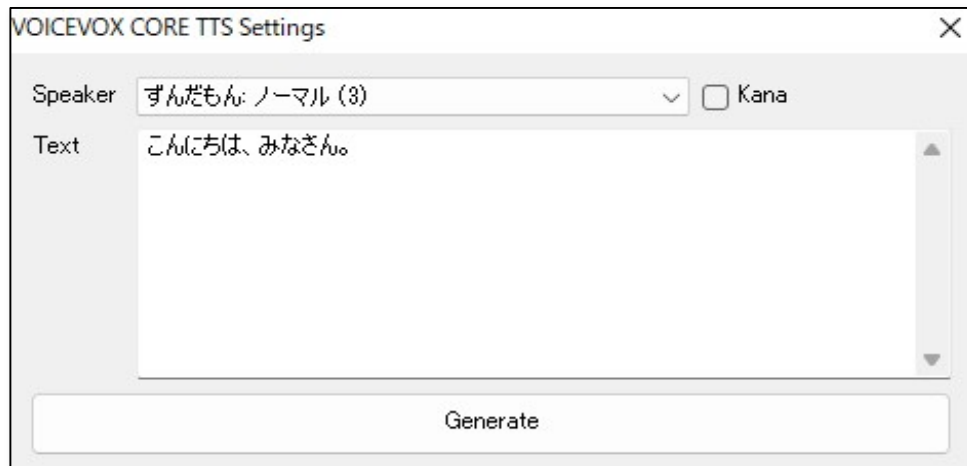 VOICEVOX CORE TTS Settings
Speaker ずんだもん: ノーマル (3) Kana
Text こんにちは、みなさん。
Generate